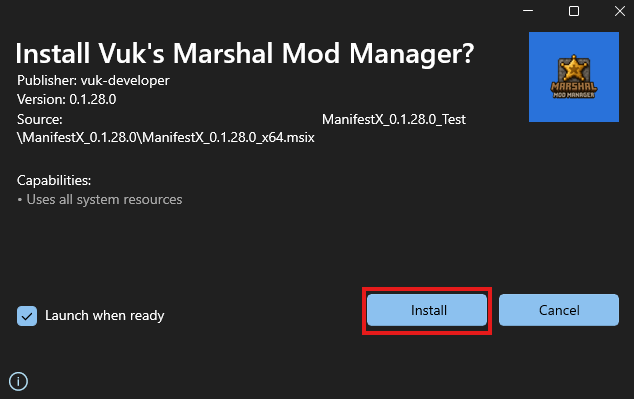 Install Vuk's Marshal Mod Manager?
MARSHAL
MOD MANAGER
Publisher: vuk-developer
Version: 0.1.28.0
Source: ManifestX_0.1.28.0_Test
\ManifestX_0.1.28.0\ManifestX_0.1.28.0_x64.msix
Capabilities:
• Uses all system resources
Launch when ready
Install
Cancel